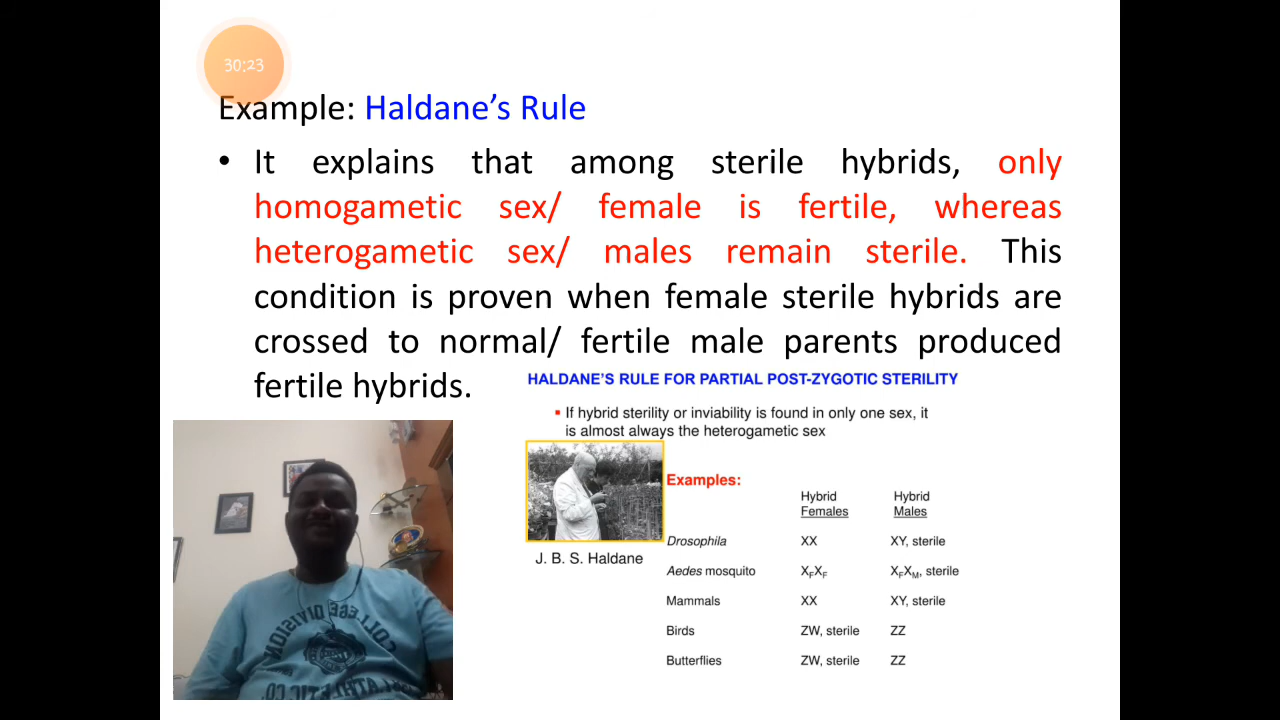 30:23
Example: Haldane's Rule
• It explains that among sterile hybrids, only
homogametic sex/ female is fertile, whereas
heterogametic sex/ males remain sterile. This
condition is proven when female sterile hybrids are
crossed to normal/ fertile male parents produced
fertile hybrids.
HALDANE'S RULE FOR PARTIAL POST-ZYGOTIC STERILITY
▪ If hybrid sterility or inviability is found in only one sex, it
is almost always the heterogametic sex
Examples:
Hybrid Hybrid
Females Males
Drosophila XX XY, sterile
J. B. S. Haldane
Aedes mosquito XFXF XFXM, sterile
Mammals XX XY, sterile
Birds ZW, sterile ZZ
Butterflies ZW, sterile ZZ
COLLEGE DIVISION
ATHLETIC CO.